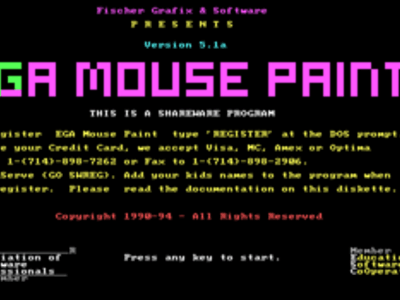 Fischer Grafix & Software
P R E S E N T S
Version 5.1a
GA MOUSE PAINT
THIS IS A SHAREWARE PROGRAM
gister EGA Mouse Paint type "REGISTER" at the DOS prompt
e your Credit Card, we accept Visa, MC, Amex or Optima
1-(714)-898-7262 or Fax to 1-(714)-898-2906.
Serve (GO SWREG). Add your kids names to the program when
egister. Please read the documentation on this diskette.
Copyright 1990-94 - All Rights Reserved
R
Member
iation of
Press any key to start.
Educatio
ware
Software
ssionals
CoOperat
mber